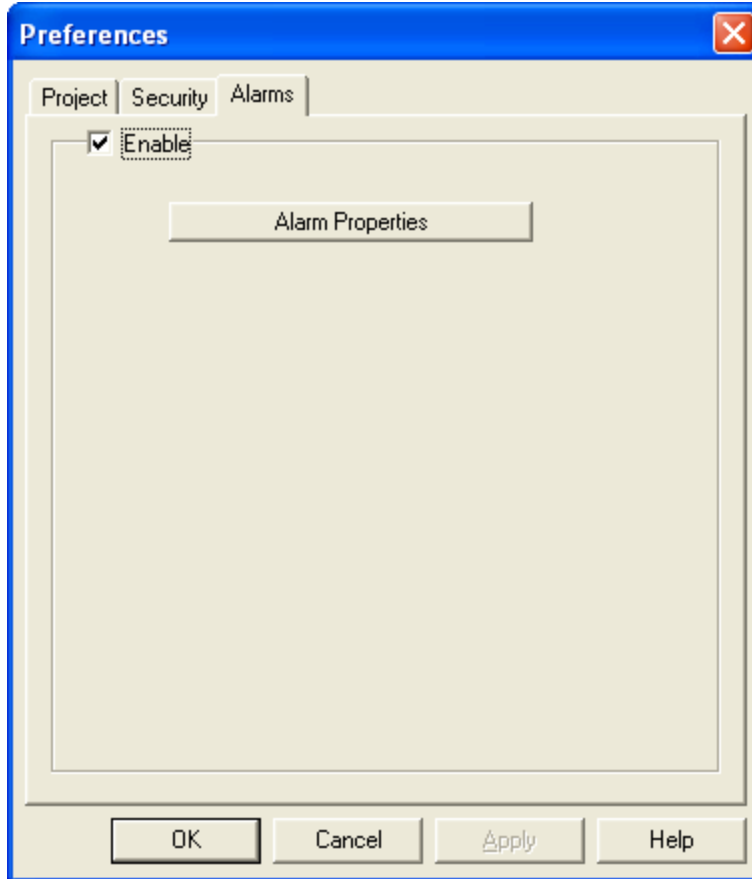 Preferences
Project Security Alarms
Enable
Alarm Properties
OK Cancel Apply Help